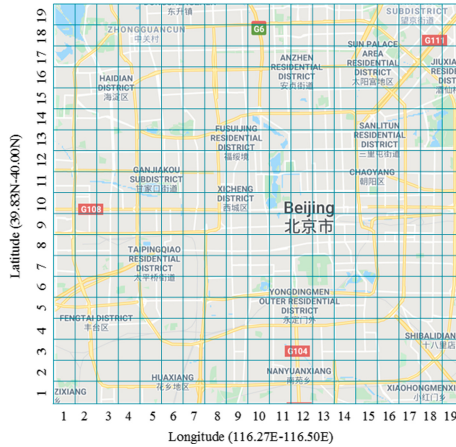 SUBDISTRICT
望京街道
东升镇
ZHONGGUANCUN
中关村
G6
G111
SUN PALACE
AREA
RESIDENTIAL
DISTRICT
太阳宫地区
ANZHEN
RESIDENTIAL
DISTRICT
安贞街道
JIUXIA
RESI
DIST
酒仙桥
HAIDIAN
DISTRICT
海淀区
FUSUIJING
RESIDENTIAL
DISTRICT
福绥境
SANLITUN
RESIDENTIAL
DISTRICT
三里屯街道
GANJIAKOU
SUBDISTRICT
甘家口街道
CHAOYANG
朝阳区
XICHENG
DISTRICT
西城区
Beijing
北京市
G108
TAIPINGQIAO
RESIDENTIAL
DISTRICT
太平桥街道
YONGDINGMEN
OUTER RESIDENTIAL
DISTRICT
永定门外
FENGTAI DISTRICT
丰台区
SHIBALIDIAN
十八里店
G104
NANYUANXIANG
南苑乡
HUAXIANG
花乡地区
ZIXIANG
乡
XIAOHONGMENXI
小红门乡
19
18
17
16
15
14
13
12
11
10
9
8
7
6
5
4
3
2
1
Latitude (39.83N-40.00N)
1 2 3 4 5 6 7 8 9 10 11 12 13 14 15 16 17 18 19
Longitude (116.27E-116.50E)